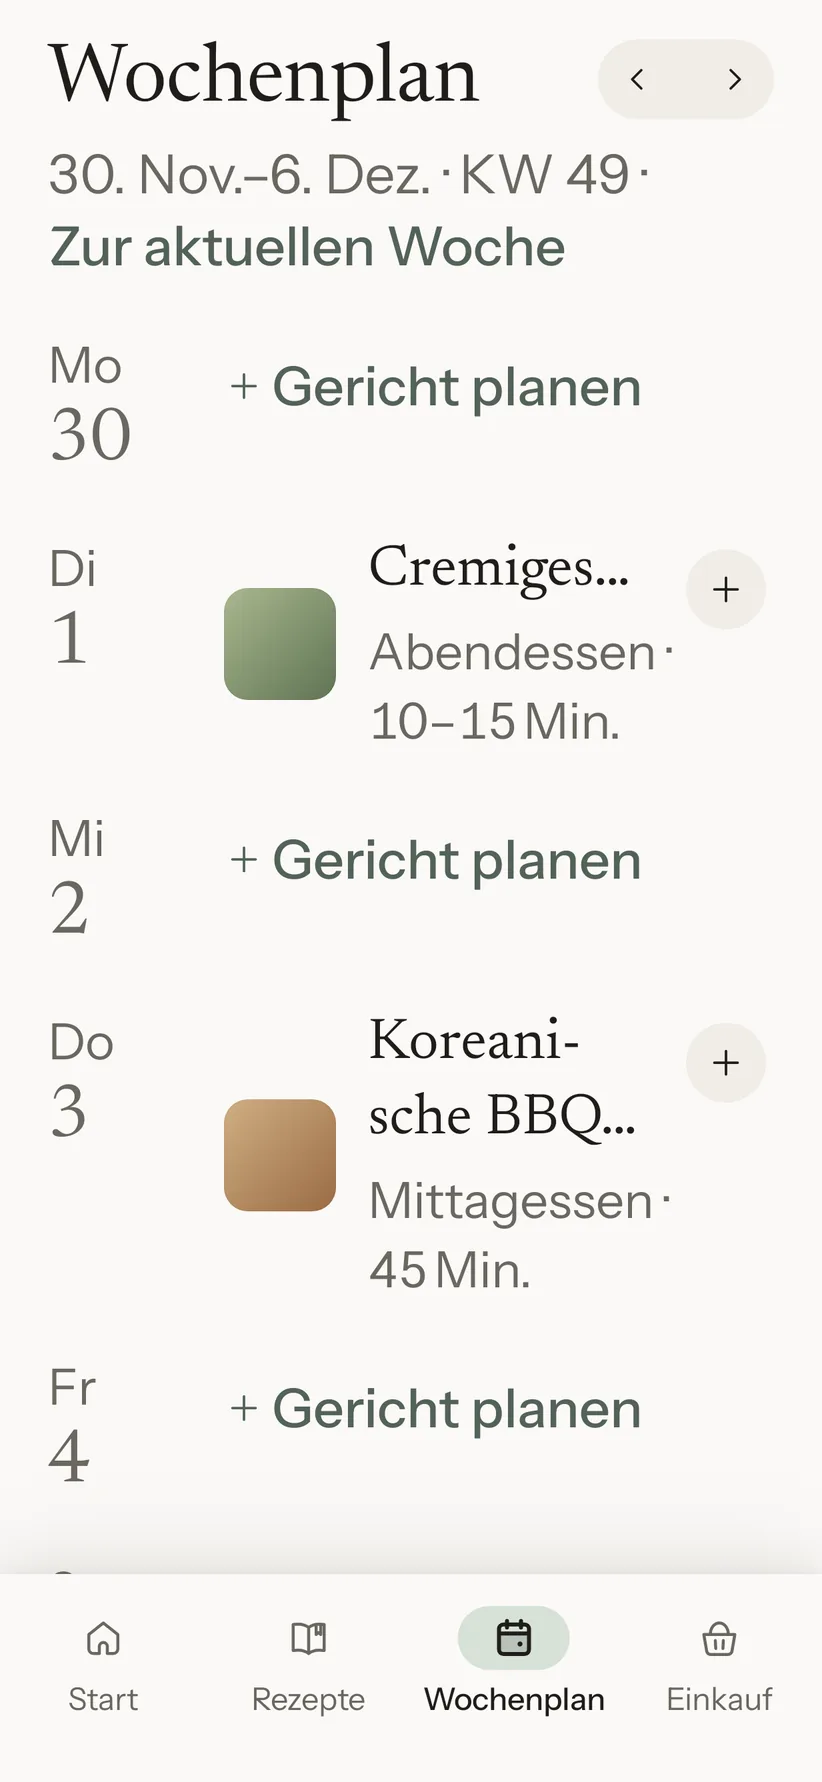 Wochenplan
30. Nov.–6. Dez. · KW 49 ·
Zur aktuellen Woche
Mo
30
+ Gericht planen
Di
1
Cremiges...
+
Abendessen ·
10–15 Min.
Mi
2
+ Gericht planen
Do
3
Koreani-
sche BBQ...
+
Mittagessen ·
45 Min.
Fr
4
+ Gericht planen
Start
Rezepte
Wochenplan
Einkauf